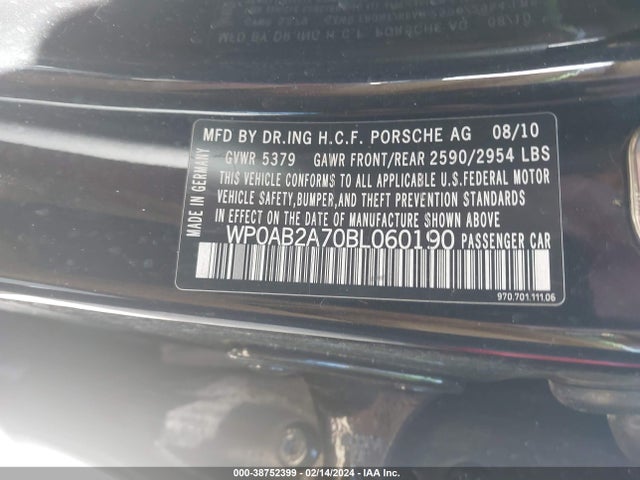 MFD BY DR.ING H.C.F. PORSCHE AG 08/10
GVWR 5379 GAWR FRONT/REAR 2590/2954 LBS
THIS VEHICLE CONFORMS TO ALL APPLICABLE U.S.FEDERAL MOTOR
VEHICLE SAFETY,BUMPER,AND THEFT PREVENTION STANDARDS
IN EFFECT ON THE DATE OF MANUFACTURE SHOWN ABOVE.
WP0AB2A70BL060190 PASSENGER CAR
MADE IN GERMANY
970.701.111.06
000-38752399 - 02/14/2024 - IAA Inc.